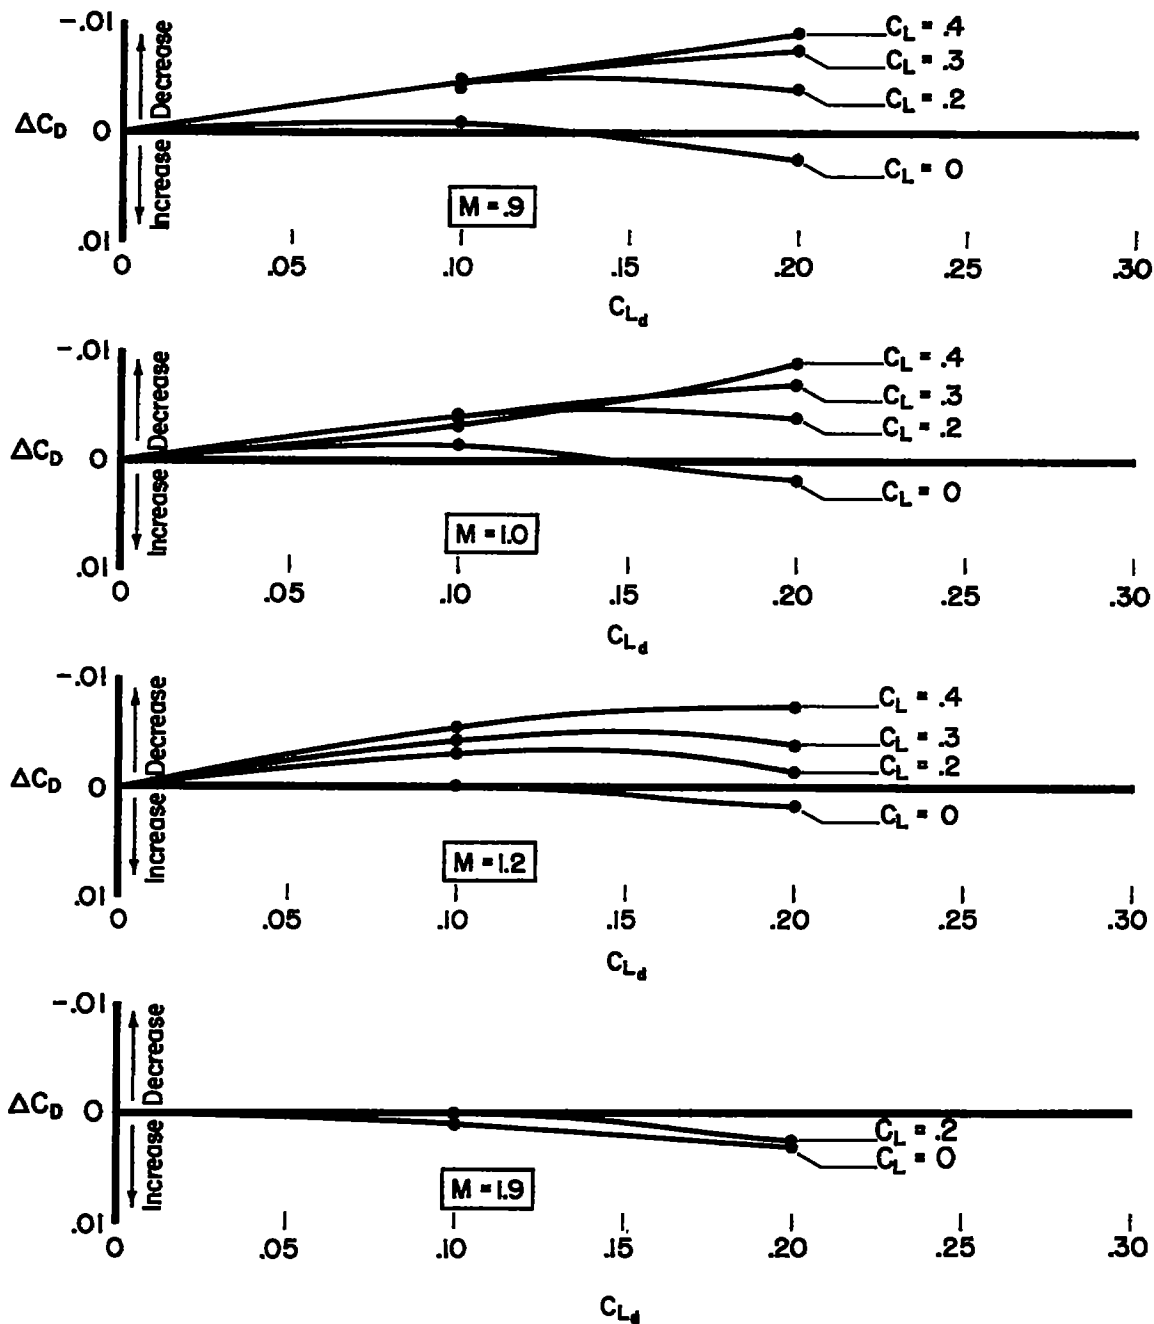 -.01
Decrease
ΔC_D 0
Increase
.01
C_L = .4
C_L = .3
C_L = .2
C_L = 0
M = .9
0 .05 .10 .15 .20 .25 .30
C_Ld
-.01
Decrease
ΔC_D 0
Increase
.01
C_L = .4
C_L = .3
C_L = .2
C_L = 0
M = 1.0
0 .05 .10 .15 .20 .25 .30
C_Ld
-.01
Decrease
ΔC_D 0
Increase
.01
C_L = .4
C_L = .3
C_L = .2
C_L = 0
M = 1.2
0 .05 .10 .15 .20 .25 .30
C_Ld
-.01
Decrease
ΔC_D 0
Increase
.01
C_L = .2
C_L = 0
M = 1.9
0 .05 .10 .15 .20 .25 .30
C_Ld